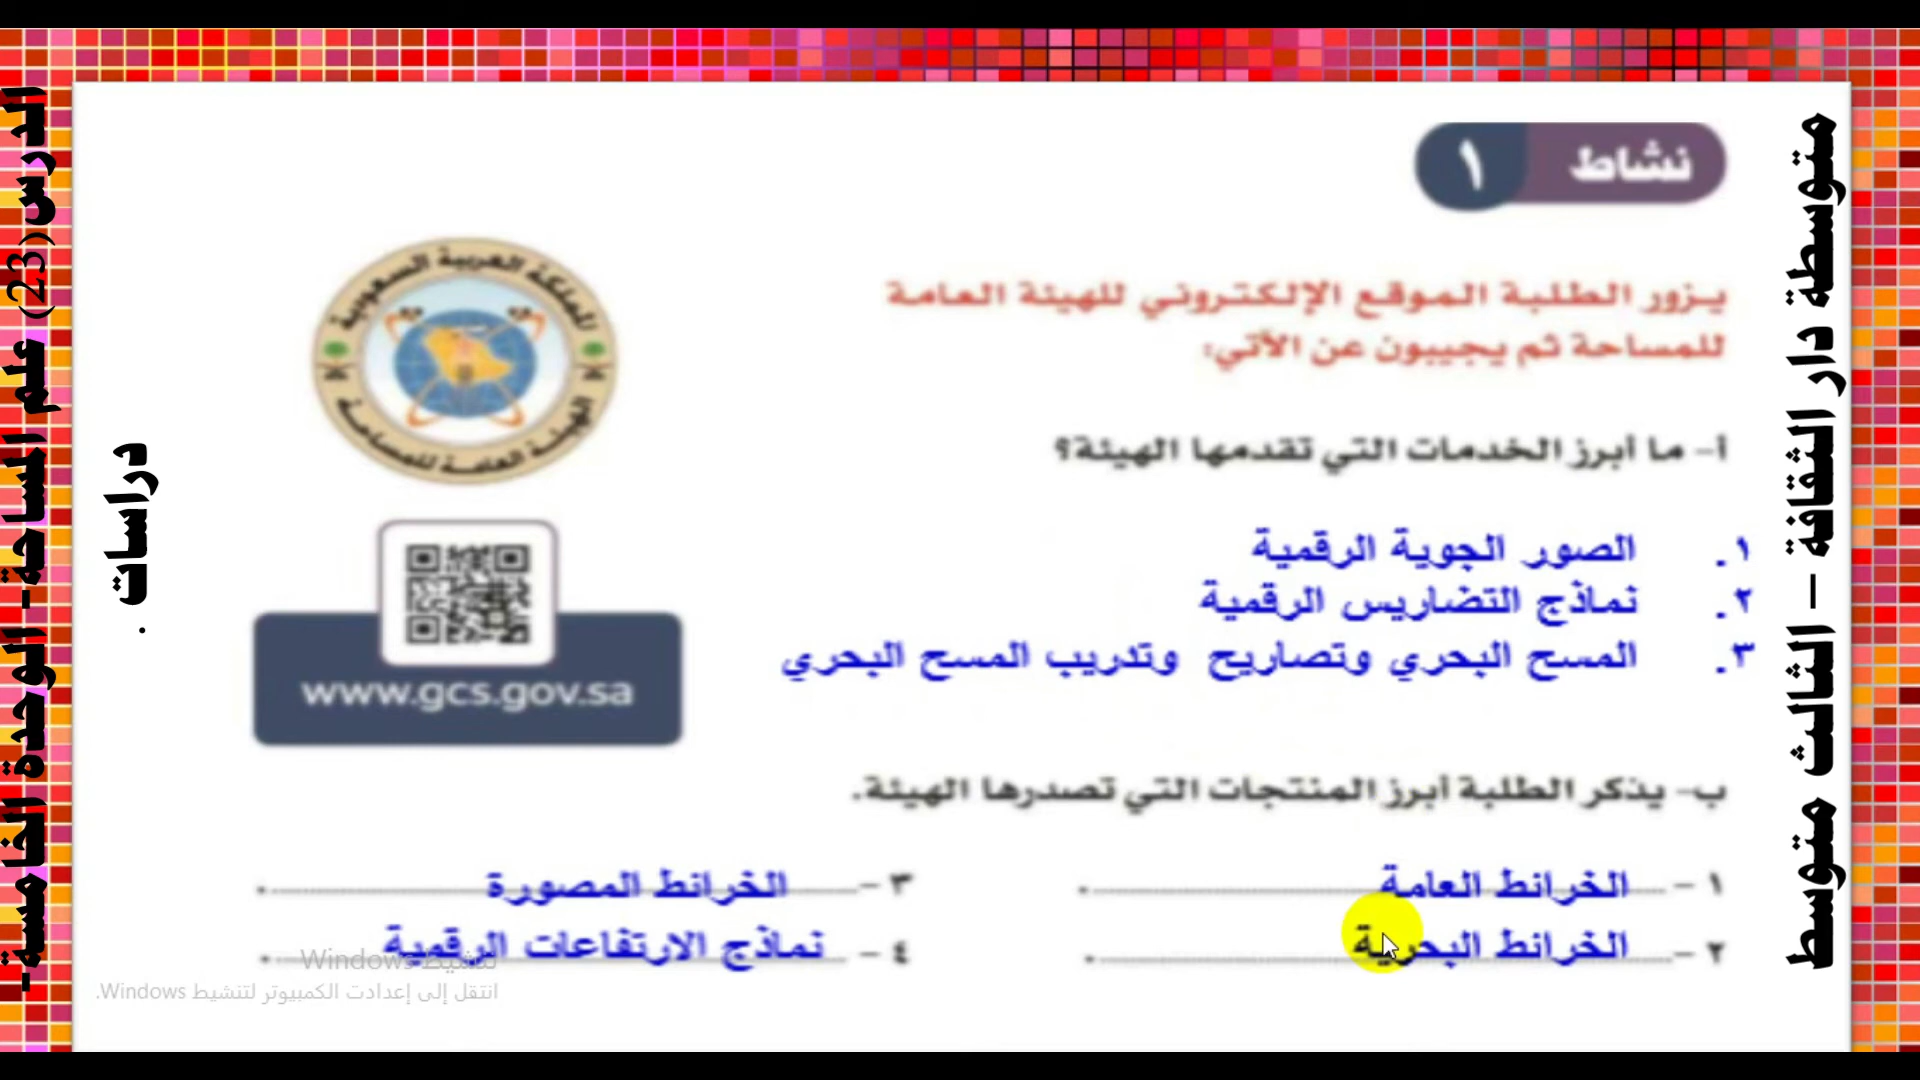 متوسطة دار الثقافة – الثالث متوسط
الدرس(23) علم المساحة- الوحدة الخامسة-
دراسات .
نشاط ١
يزور الطلبة الموقع الإلكتروني للهيئة العامة
للمساحة ثم يجيبون عن الآتي:
المملكة العربية السعودية
الهيئة العامة للمساحة
أ- ما أبرز الخدمات التي تقدمها الهيئة؟
١. الصور الجوية الرقمية
٢. نماذج التضاريس الرقمية
٣. المسح البحري وتصاريح وتدريب المسح البحري
www.gcs.gov.sa
ب- يذكر الطلبة أبرز المنتجات التي تصدرها الهيئة.
١ - الخرائط العامة
٢ - الخرائط البحرية
٣ - الخرائط المصورة
٤ - نماذج الارتفاعات الرقمية
تنشيط Windows
انتقل إلى إعدادت الكمبيوتر لتنشيط Windows.